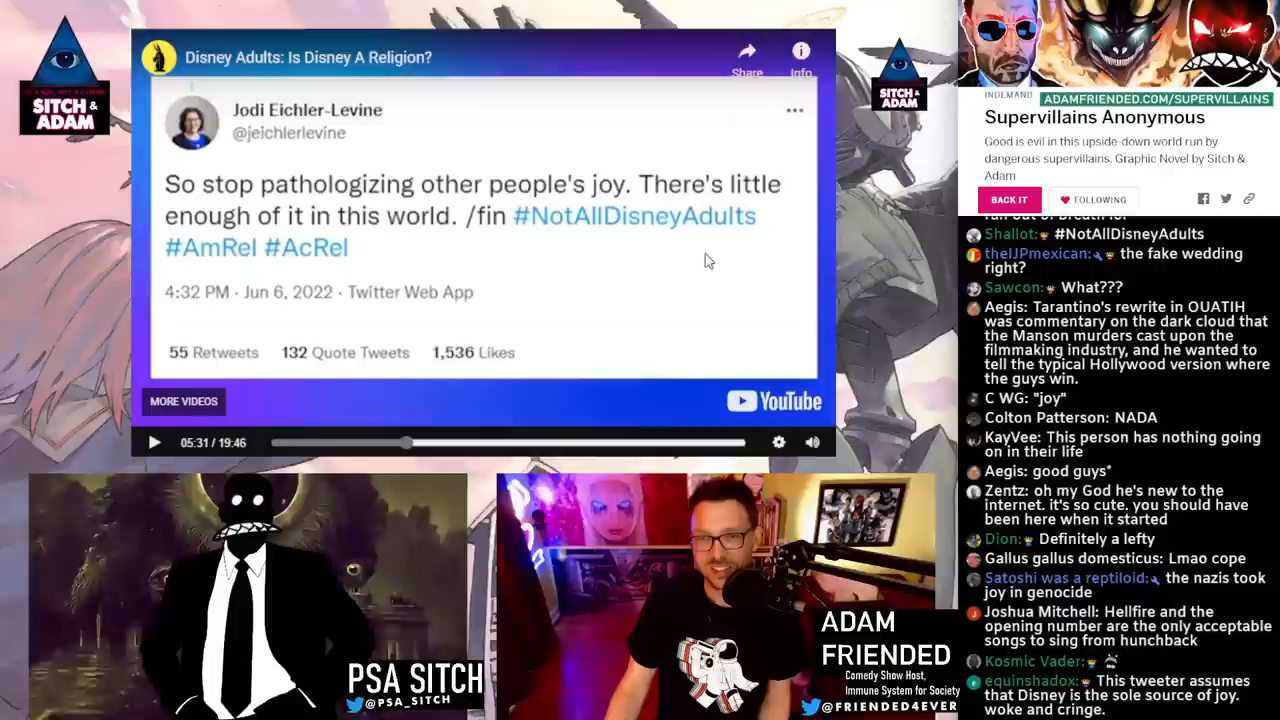 SITCH &
ADAM
Disney Adults: Is Disney A Religion?
Share
Info
Jodi Eichler-Levine
@jeichlerlevine
So stop pathologizing other people's joy. There's little
enough of it in this world. /fin #NotAllDisneyAdults
#AmRel #AcRel
4:32 PM · Jun 6, 2022 · Twitter Web App
55 Retweets 132 Quote Tweets 1,536 Likes
MORE VIDEOS
YouTube
05:31 / 19:46
SITCH &
ADAM
INDEMAND
ADAMFRIENDED.COM/SUPERVILLAINS
Supervillains Anonymous
Good is evil in this upside-down world run by
dangerous supervillains. Graphic Novel by Sitch &
Adam
BACK IT
FOLLOWING
ran out of breath lol
Shallot: #NotAllDisneyAdults
theIJPmexican: the fake wedding
right?
Sawcon: What???
Aegis: Tarantino's rewrite in OUATIH
was commentary on the dark cloud that
the Manson murders cast upon the
filmmaking industry, and he wanted to
tell the typical Hollywood version where
the guys win.
C WG: "joy"
Colton Patterson: NADA
KayVee: This person has nothing going
on in their life
Aegis: good guys*
Zentz: oh my God he's new to the
internet. it's so cute. you should have
been here when it started
Dion: Definitely a lefty
Gallus gallus domesticus: Lmao cope
Satoshi was a reptiloid: the nazis took
joy in genocide
Joshua Mitchell: Hellfire and the
opening number are the only acceptable
songs to sing from hunchback
Kosmic Vader:
equinshadox: This tweeter assumes
that Disney is the sole source of joy.
woke and cringe.
PSA SITCH
@PSA_SITCH
ADAM
FRIENDED
Comedy Show Host,
Immune System for Society
@FRIENDED4EVER